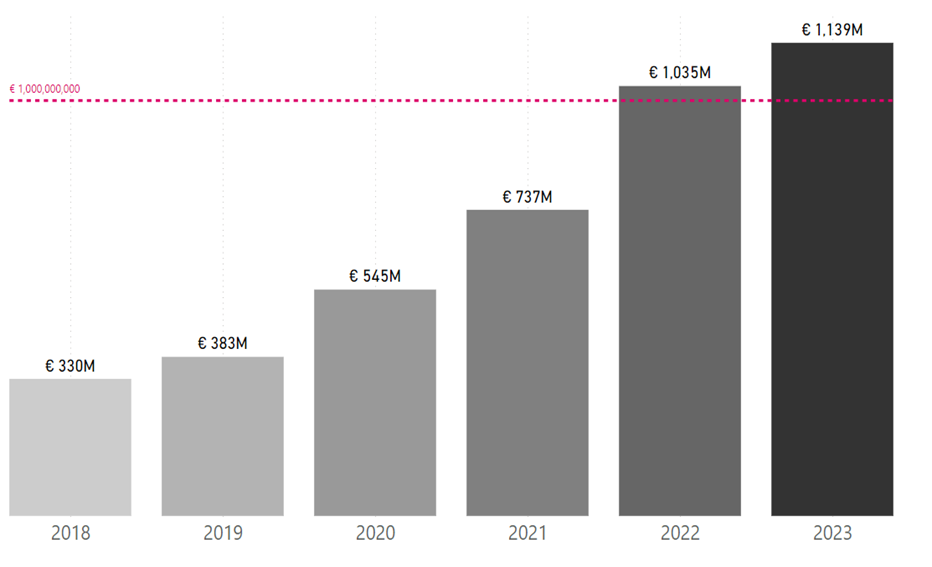 € 1,139M
€ 1,035M
€ 1,000,000,000
€ 737M
€ 545M
€ 383M
€ 330M
2018 2019 2020 2021 2022 2023